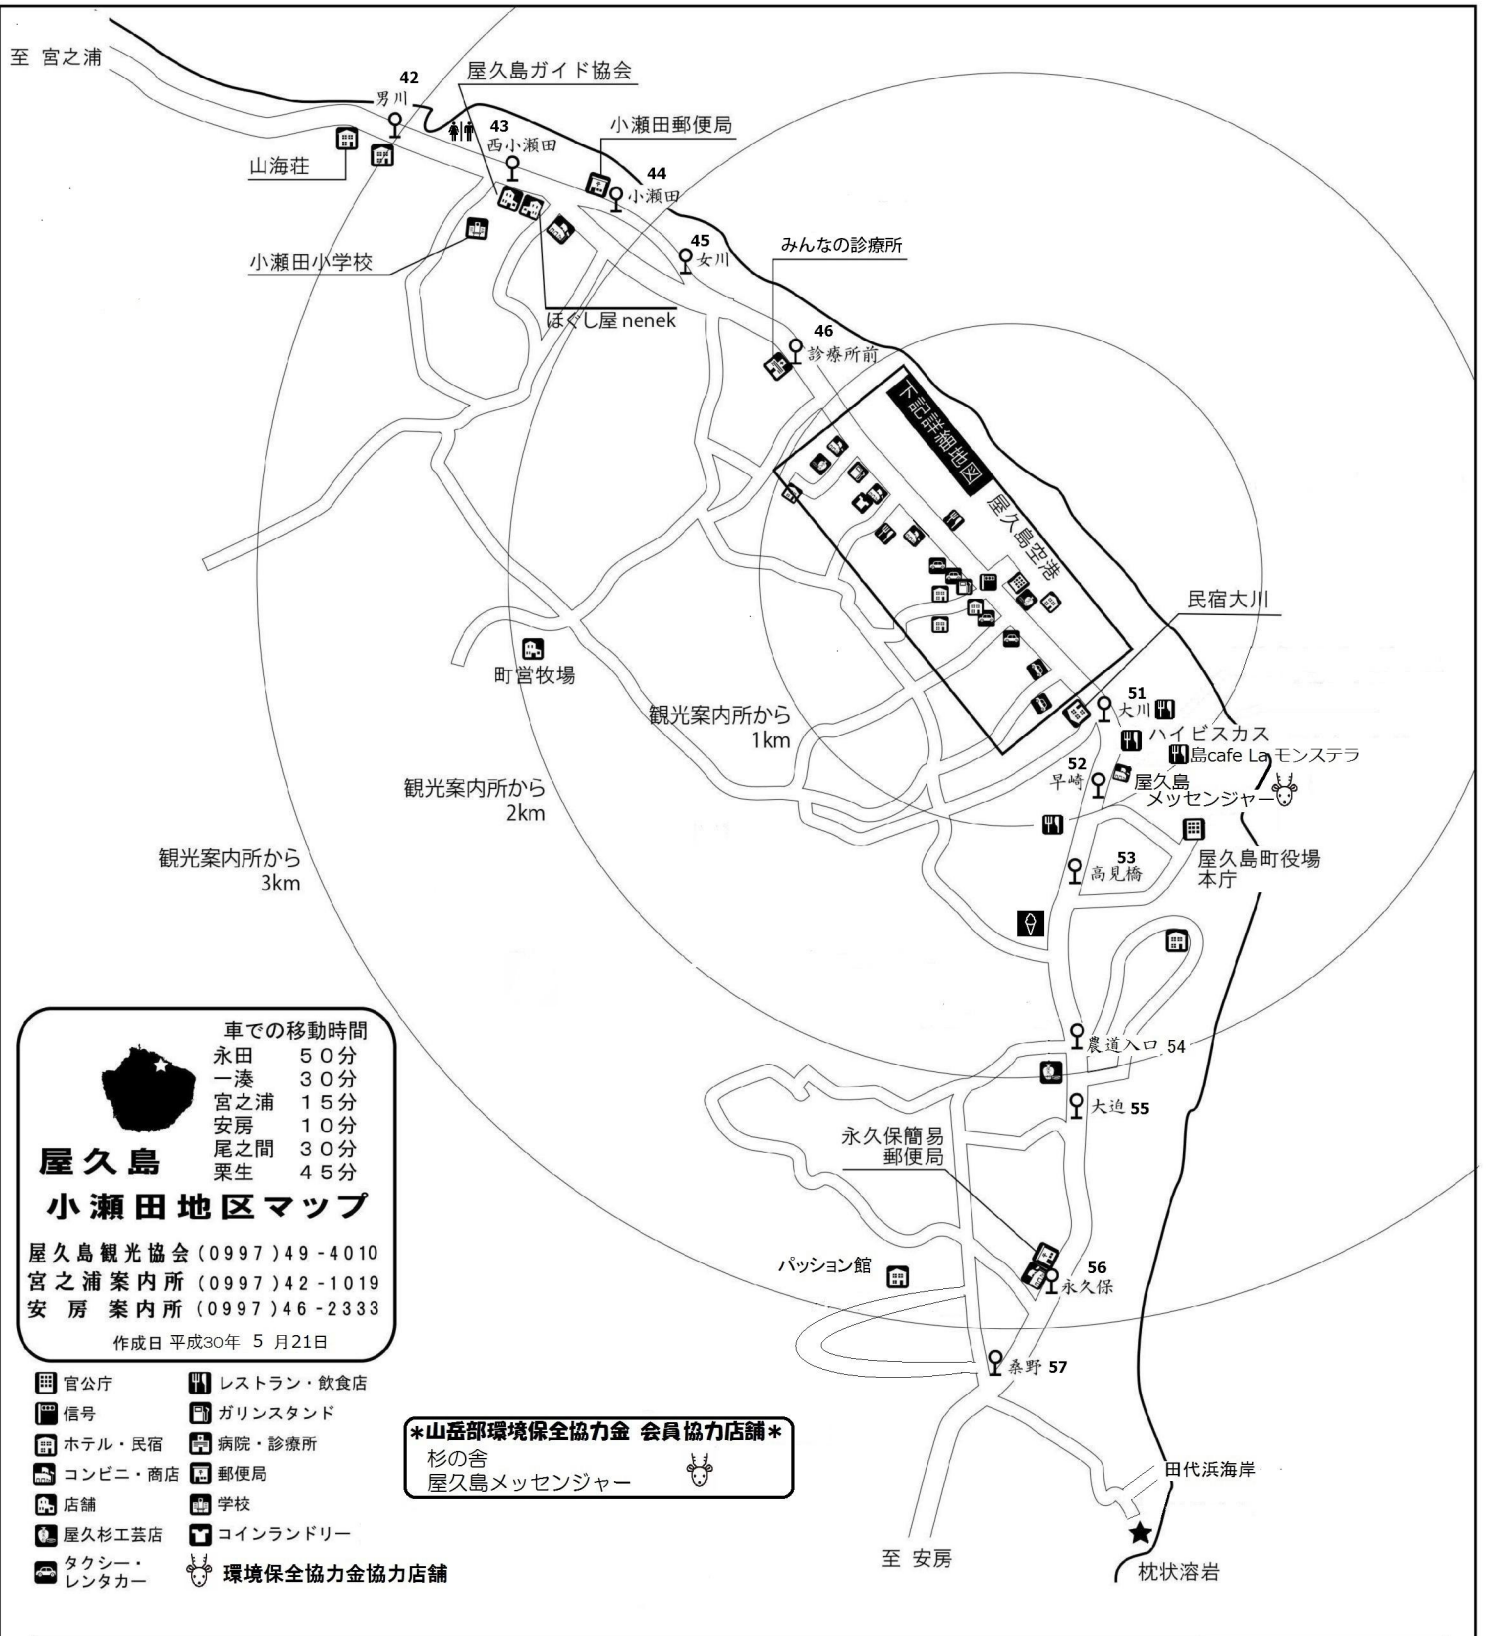 至 宮之浦
42
男川
屋久島ガイド協会
43
西小瀬田
小瀬田郵便局
44
小瀬田
山海荘
45
女川
みんなの診療所
小瀬田小学校
ほぐし屋 nenek
46
診療所前
下記詳細地図
屋久島空港
民宿大川
町営牧場
51
大川
観光案内所から
1km
ハイビスカス
島cafe La モンステラ
52
早崎
屋久島
メッセンジャー
観光案内所から
2km
53
高見橋
屋久島町役場
本庁
観光案内所から
3km
農道入口 54
大迫 55
永久保簡易
郵便局
パッション館
56
永久保
桑野 57
田代浜海岸
枕状溶岩
至 安房
車での移動時間
永田 50分
一湊 30分
宮之浦 15分
安房 10分
尾之間 30分
栗生 45分
屋久島
小瀬田地区マップ
屋久島観光協会(0997)49-4010
宮之浦案内所(0997)42-1019
安房案内所(0997)46-2333
作成日 平成30年 5月21日
官公庁
レストラン・飲食店
信号
ガリンスタンド
ホテル・民宿
病院・診療所
コンビニ・商店
郵便局
店舗
学校
屋久杉工芸店
コインランドリー
タクシー・
レンタカー
環境保全協力金協力店舗
*山岳部環境保全協力金 会員協力店舗*
杉の舎
屋久島メッセンジャー